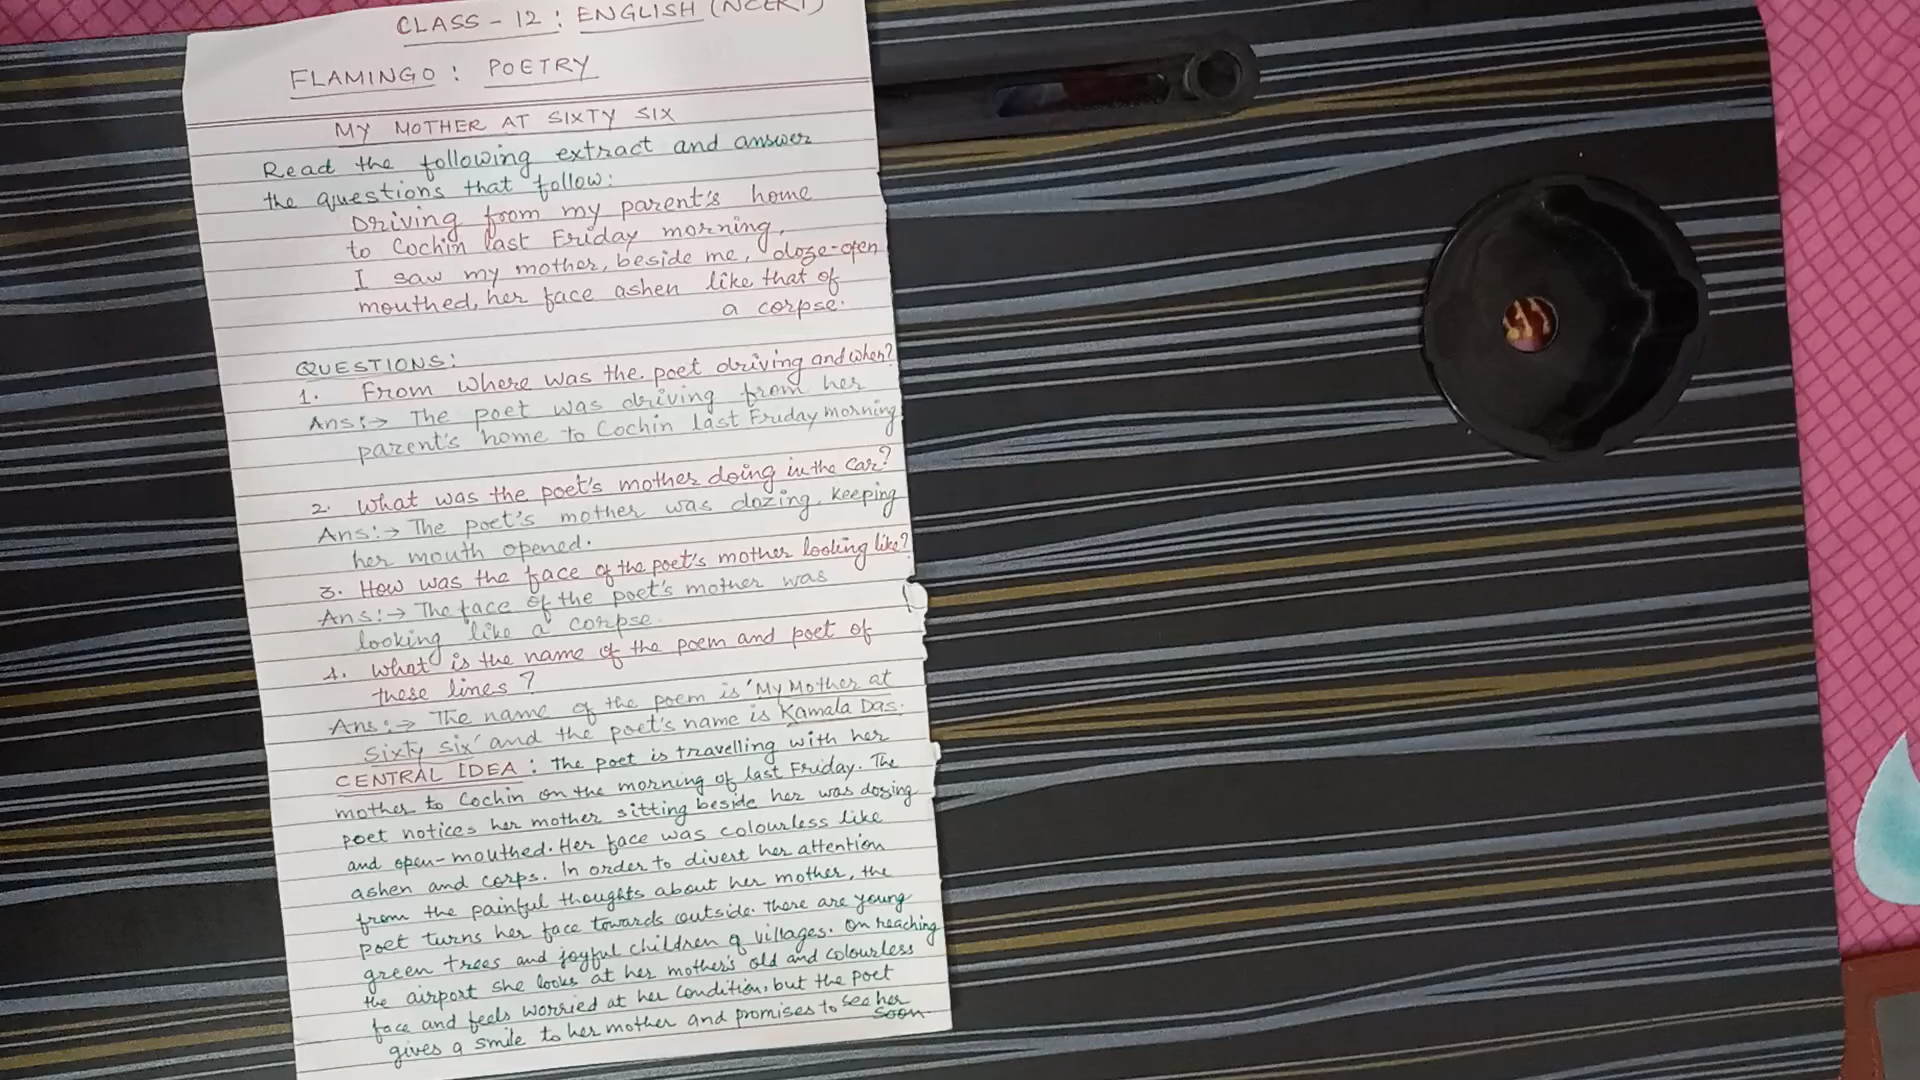 CLASS - 12 : ENGLISH (NCERT)
FLAMINGO : POETRY
MY MOTHER AT SIXTY SIX
Read the following extract and answer
the questions that follow:
Driving from my parent's home
to Cochin last Friday morning,
I saw my mother, beside me, doze-open
mouthed, her face ashen like that of
a corpse.
QUESTIONS:
1. From where was the poet driving and when?
Ans:→ The poet was driving from her
parent's home to Cochin last Friday morning
2. What was the poet's mother doing in the car?
Ans:→ The poet's mother was dozing, keeping
her mouth opened.
3. How was the face of the poet's mother looking like?
Ans:→ The face of the poet's mother was
looking like a corpse.
4. What is the name of the poem and poet of
these lines?
Ans:→ The name of the poem is 'My Mother at
Sixty Six' and the poet's name is Kamala Das.
CENTRAL IDEA : The poet is travelling with her
mother to Cochin on the morning of last Friday. The
poet notices her mother sitting beside her was dozing
and open-mouthed. Her face was colourless like
ashen and corps. In order to divert her attention
from the painful thoughts about her mother, the
poet turns her face towards outside. There are young
green trees and joyful children of villages. On reaching
the airport she looks at her mother's old and colourless
face and feels worried at her condition, but the poet
gives a smile to her mother and promises to see her
soon